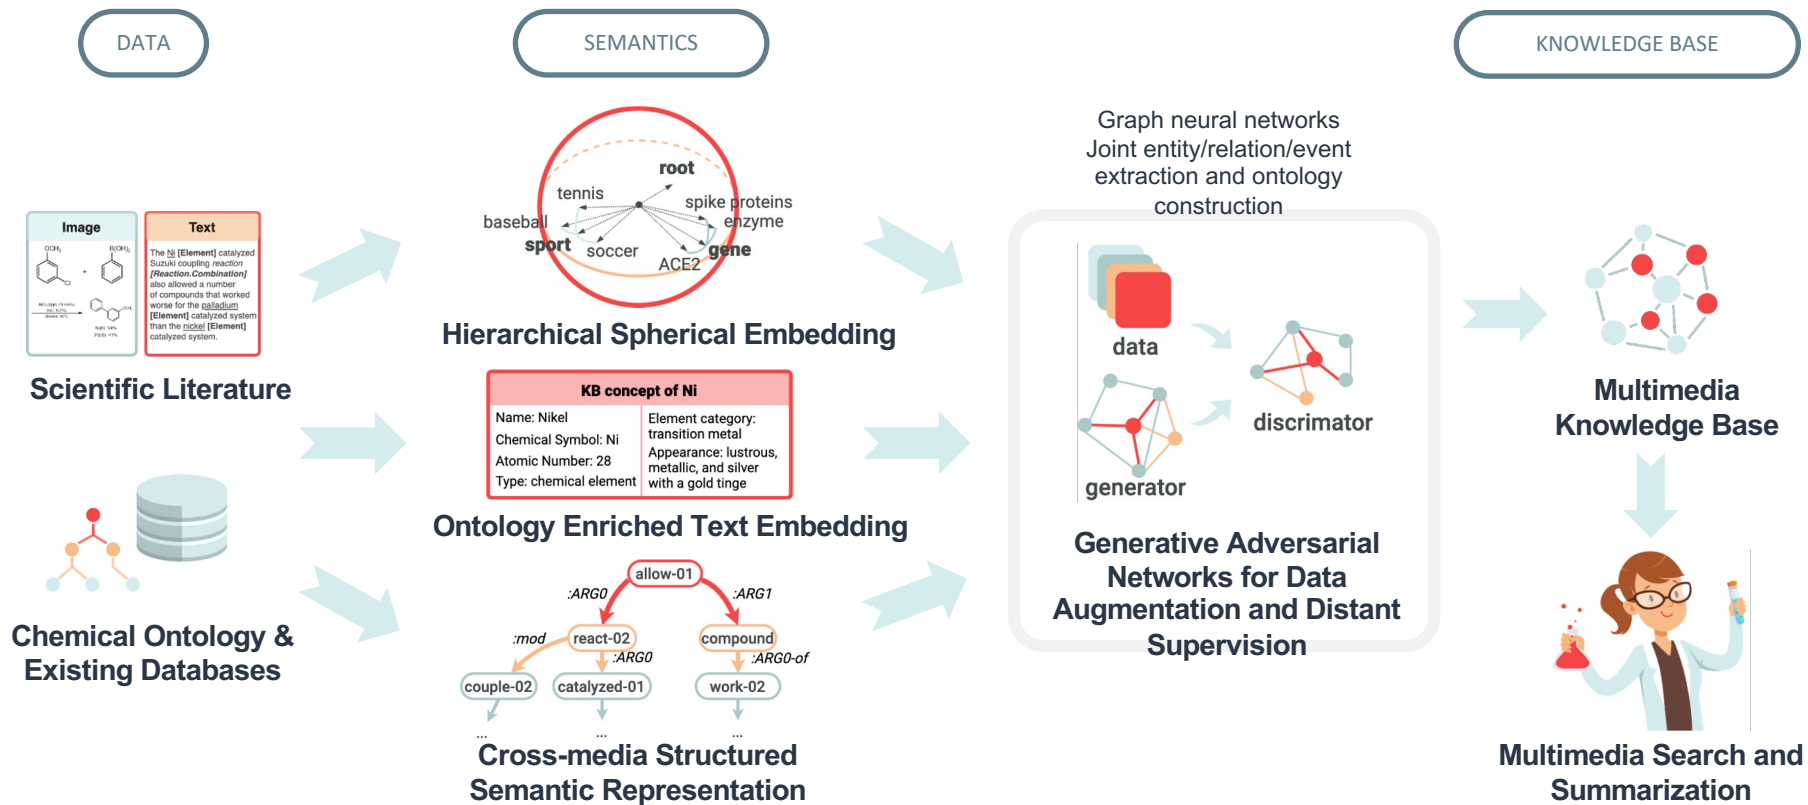 DATA
SEMANTICS
KNOWLEDGE BASE
Image
OCH3
B(OH)2
+
Cl
OCH3
Text
The Ni [Element] catalyzed
Suzuki coupling reaction
[Reaction.Combination]
also allowed a number
of compounds that worked
worse for the palladium
[Element] catalyzed system
than the nickel [Element]
catalyzed system.
Scientific Literature
Chemical Ontology &
Existing Databases
root
tennis
spike proteins
baseball
enzyme
sport
soccer
gene
ACE2
Hierarchical Spherical Embedding
KB concept of Ni
Name: Nikel
Chemical Symbol: Ni
Atomic Number: 28
Type: chemical element
Element category:
transition metal
Appearance: lustrous,
metallic, and silver
with a gold tinge
Ontology Enriched Text Embedding
allow-01
:ARG0
:ARG1
:mod
react-02
compound
:ARG0
:ARG0-of
couple-02
catalyzed-01
work-02
...
...
...
Cross-media Structured
Semantic Representation
Graph neural networks
Joint entity/relation/event
extraction and ontology
construction
data
discrimator
generator
Generative Adversarial
Networks for Data
Augmentation and Distant
Supervision
Multimedia
Knowledge Base
Multimedia Search and
Summarization